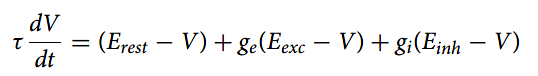 τ dV/dt = (E_rest − V) + g_e(E_exc − V) + g_i(E_inh − V)